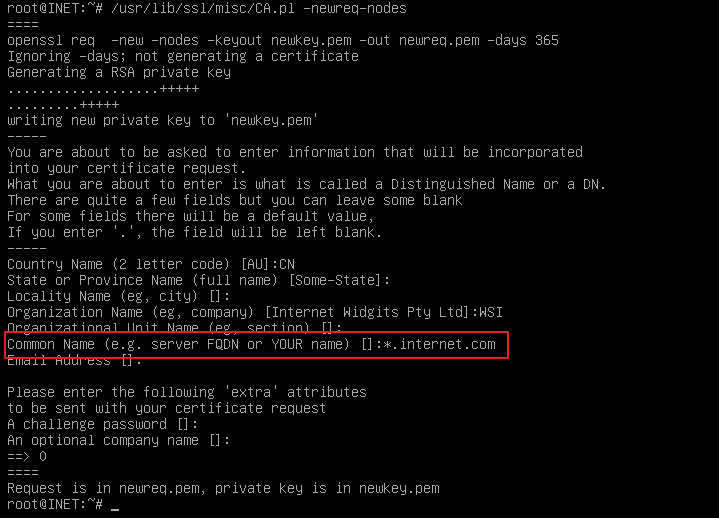 root@INET:~# /usr/lib/ssl/misc/CA.pl -newreq-nodes
====
openssl req  -new -nodes -keyout newkey.pem -out newreq.pem -days 365
Ignoring -days; not generating a certificate
Generating a RSA private key
...................+++++
.........+++++
writing new private key to 'newkey.pem'
-----
You are about to be asked to enter information that will be incorporated
into your certificate request.
What you are about to enter is what is called a Distinguished Name or a DN.
There are quite a few fields but you can leave some blank
For some fields there will be a default value,
If you enter '.', the field will be left blank.
-----
Country Name (2 letter code) [AU]:CN
State or Province Name (full name) [Some-State]:
Locality Name (eg, city) []:
Organization Name (eg, company) [Internet Widgits Pty Ltd]:WSI
Organizational Unit Name (eg, section) []:
Common Name (e.g. server FQDN or YOUR name) []:*.internet.com
Email Address []:

Please enter the following 'extra' attributes
to be sent with your certificate request
A challenge password []:
An optional company name []:
==> 0
====
Request is in newreq.pem, private key is in newkey.pem
root@INET:~# _